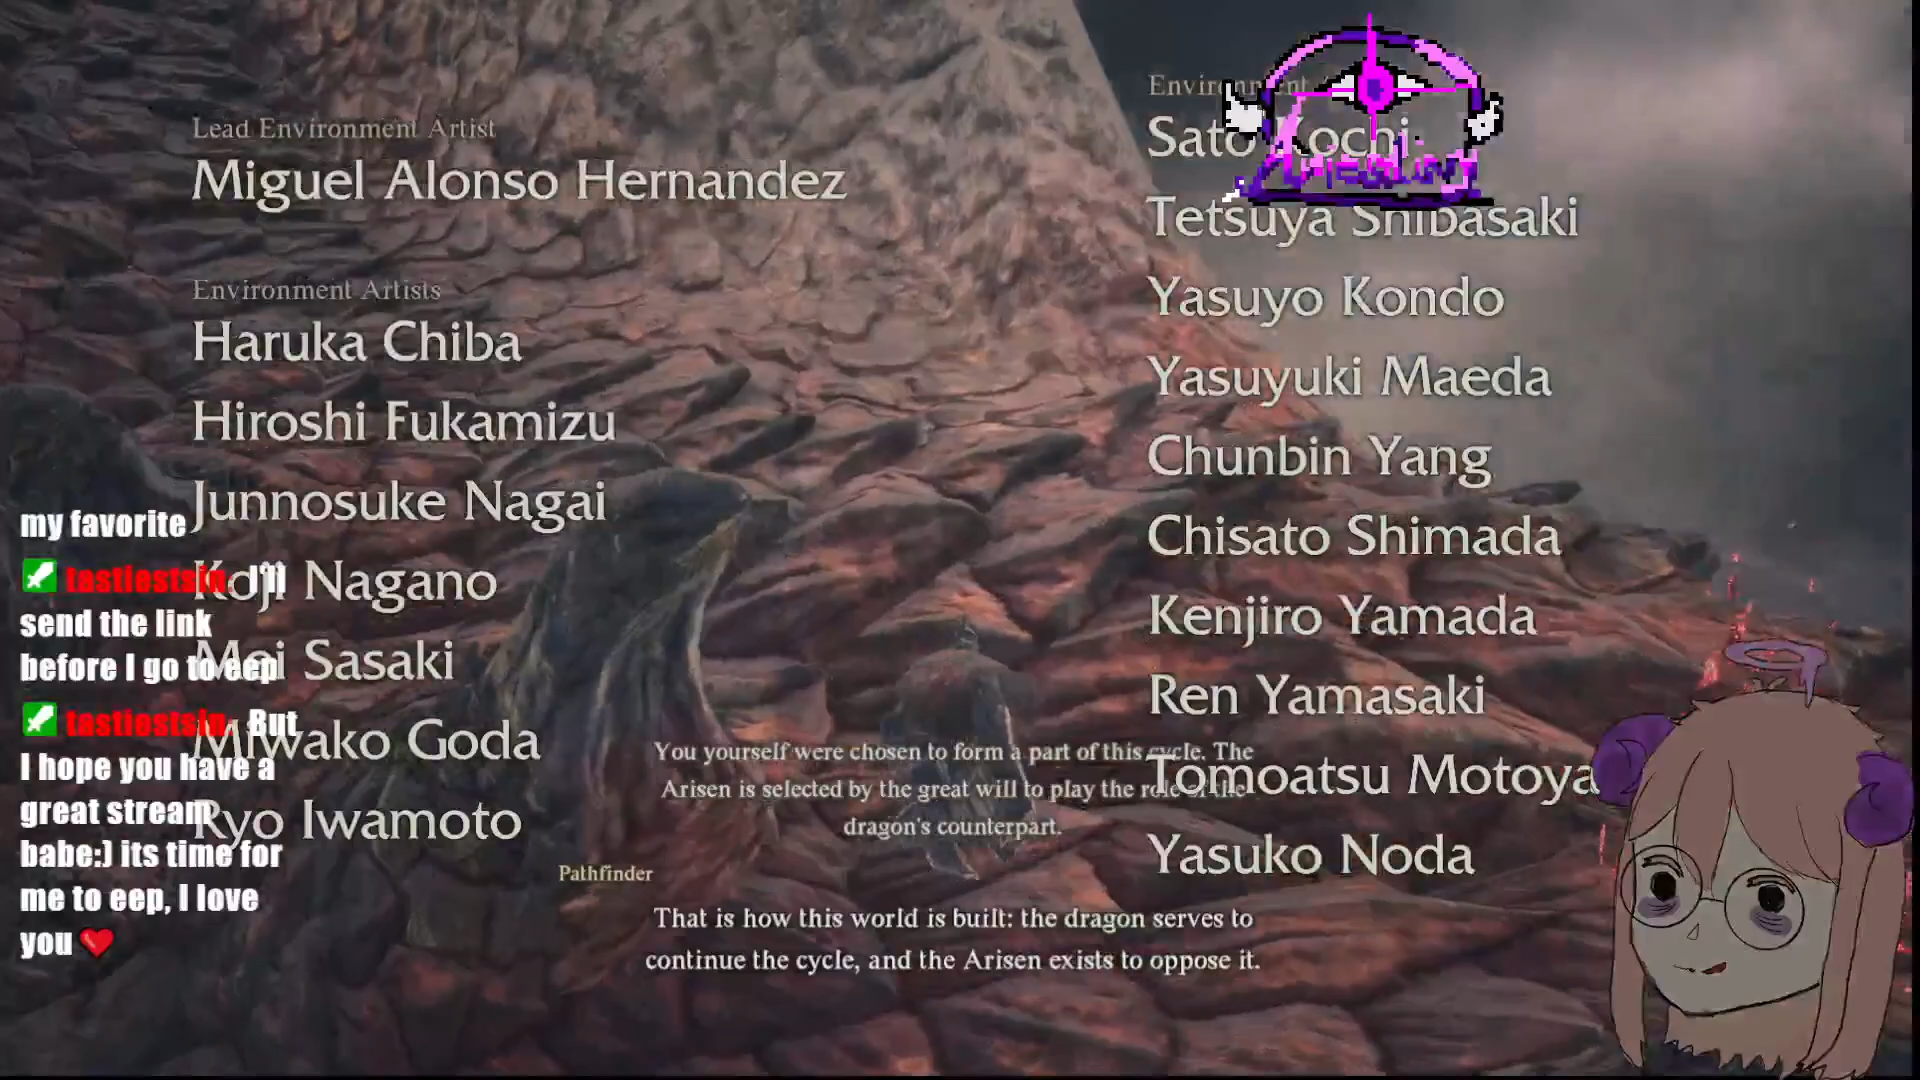 Lead Environment Artist
Miguel Alonso Hernandez
Environment Artists
Haruka Chiba
Hiroshi Fukamizu
Junnosuke Nagai
Koji Nagano
Mei Sasaki
Miwako Goda
Ryo Iwamoto
Environment
Sato Kochi
Tetsuya Shibasaki
Yasuyo Kondo
Yasuyuki Maeda
Chunbin Yang
Chisato Shimada
Kenjiro Yamada
Ren Yamasaki
Tomoatsu Motoya
Yasuko Noda
my favorite
tastiestsin: I'll
send the link
before I go to eep
tastiestsin: But
I hope you have a
great stream
babe:) its time for
me to eep, I love
you ❤
You yourself were chosen to form a part of this cycle. The
Arisen is selected by the great will to play the role of the
dragon's counterpart.
Pathfinder
That is how this world is built: the dragon serves to
continue the cycle, and the Arisen exists to oppose it.